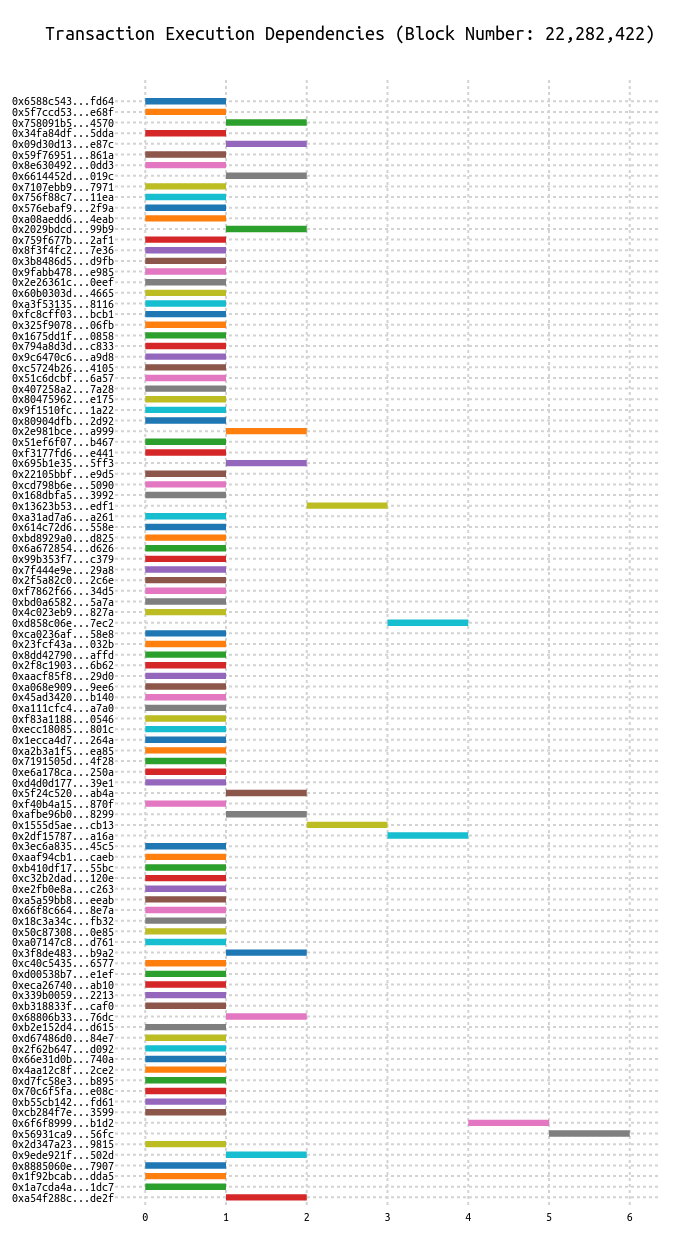 Transaction Execution Dependencies (Block Number: 22,282,422)
0x6588c543...fd64
0x5f7ccd53...e68f
0x758091b5...4570
0x34fa84df...5dda
0x09d30d13...e87c
0x59f76951...861a
0x8e630492...0dd3
0x6614452d...019c
0x7107ebb9...7971
0x756f88c7...11ea
0x576ebaf9...2f9a
0xa08aedd6...4eab
0x2029bdcd...99b9
0x759f677b...2af1
0x8f3f4fc2...7e36
0x3b8486d5...d9fb
0x9fabb478...e985
0x2e26361c...0eef
0x60b0303d...4665
0xa3f53135...8116
0xfc8cff03...bcb1
0x325f9078...06fb
0x1675dd1f...0858
0x794a8d3d...c833
0x9c6470c6...a9d8
0xc5724b26...4105
0x51c6dcbf...6a57
0x407258a2...7a28
0x80475962...e175
0x9f1510fc...1a22
0x80904dfb...2d92
0x2e981bce...a999
0x51ef6f07...b467
0xf3177fd6...e441
0x695b1e35...5ff3
0x22105bbf...e9d5
0xcd798b6e...5090
0x168dbfa5...3992
0x13623b53...edf1
0xa31ad7a6...a261
0x614c72d6...558e
0xbd8929a0...d825
0x6a672854...d626
0x99b353f7...c379
0x7f444e9e...29a8
0x2f5a82c0...2c6e
0xf7862f66...34d5
0xbd0a6582...5a7a
0x4c023eb9...827a
0xd858c06e...7ec2
0xca0236af...58e8
0x23fcf43a...032b
0x8dd42790...affd
0x2f8c1903...6b62
0xaacf85f8...29d0
0xa068e909...9ee6
0x45ad3420...b140
0xa111cfc4...a7a0
0xf83a1188...0546
0xecc18085...801c
0x1ecca4d7...264a
0xa2b3a1f5...ea85
0x7191505d...4f28
0xe6a178ca...250a
0xd4d0d177...39e1
0x5f24c520...ab4a
0xf40b4a15...870f
0xafbe96b0...8299
0x1555d5ae...cb13
0x2df15787...a16a
0x3ec6a835...45c5
0xaaf94cb1...caeb
0xb410df17...55bc
0xc32b2dad...120e
0xe2fb0e8a...c263
0xa5a59bb8...eeab
0x66f8c664...8e7a
0x18c3a34c...fb32
0x50c87308...0e85
0xa07147c8...d761
0x3f8de483...b9a2
0xc40c5435...6577
0xd00538b7...e1ef
0xeca26740...ab10
0x339b0059...2213
0xb318833f...caf0
0x68806b33...76dc
0xb2e152d4...d615
0xd67486d0...84e7
0x2f62b647...d092
0x66e31d0b...740a
0x4aa12c8f...2ce2
0xd7fc58e3...b895
0x70c6f5fa...e08c
0xb55cb142...fd61
0xcb284f7e...3599
0x6f6f8999...b1d2
0x56931ca9...56fc
0x2d347a23...9815
0x9ede921f...502d
0x8885060e...7907
0x1f92bcab...dda5
0x1a7cda4a...1dc7
0xa54f288c...de2f
0 1 2 3 4 5 6